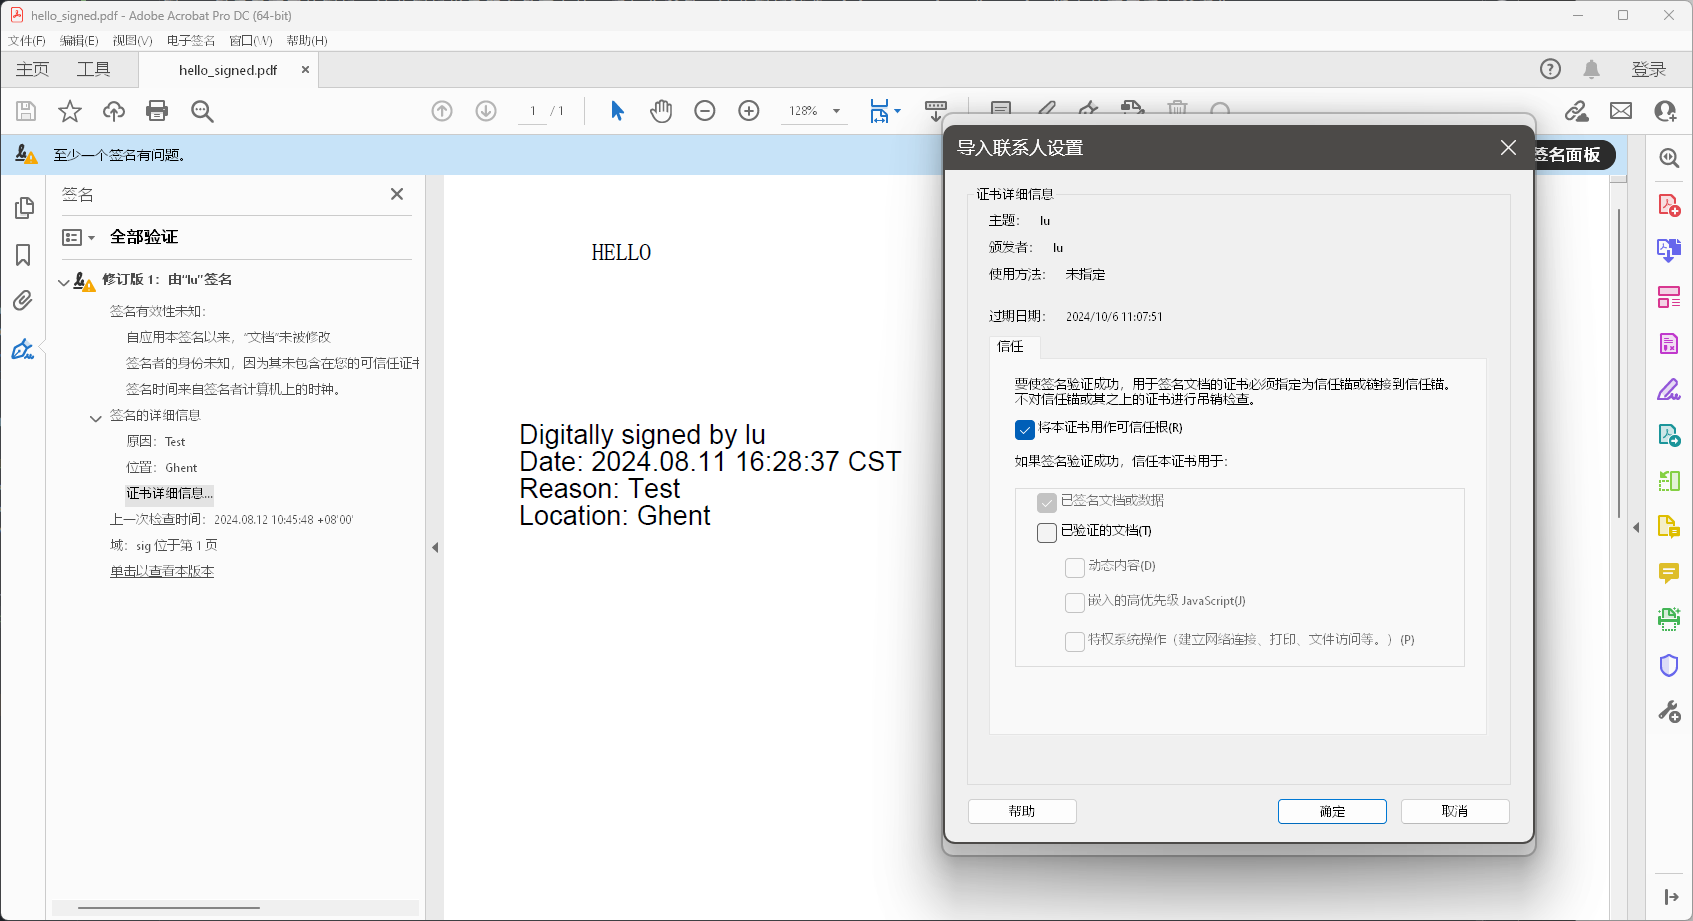 hello_signed.pdf - Adobe Acrobat Pro DC (64-bit)
文件(F) 编辑(E) 视图(V) 电子签名 窗口(W) 帮助(H)
主页 工具 hello_signed.pdf 登录
1 / 1 128%
至少一个签名有问题。
签名面板
签名
全部验证
修订版 1：由“lu”签名
签名有效性未知：
自应用本签名以来，“文档”未被修改
签名者的身份未知，因为其未包含在您的可信任证书
签名时间来自签名者计算机上的时钟。
签名的详细信息
原因：Test
位置：Ghent
证书详细信息...
上一次检查时间：2024.08.12 10:45:48 +08'00'
域：sig 位于第 1 页
单击以查看本版本
HELLO
Digitally signed by lu
Date: 2024.08.11 16:28:37 CST
Reason: Test
Location: Ghent
导入联系人设置
证书详细信息
主题： lu
颁发者： lu
使用方法： 未指定
过期日期： 2024/10/6 11:07:51
信任
要使签名验证成功，用于签名文档的证书必须指定为信任锚或链接到信任锚。
不对信任锚或其之上的证书进行吊销检查。
将本证书用作可信任根(R)
如果签名验证成功，信任本证书用于：
已签名文档或数据
已验证的文档(T)
动态内容(D)
嵌入的高优先级 JavaScript(J)
特权系统操作（建立网络连接、打印、文件访问等。）(P)
帮助 确定 取消